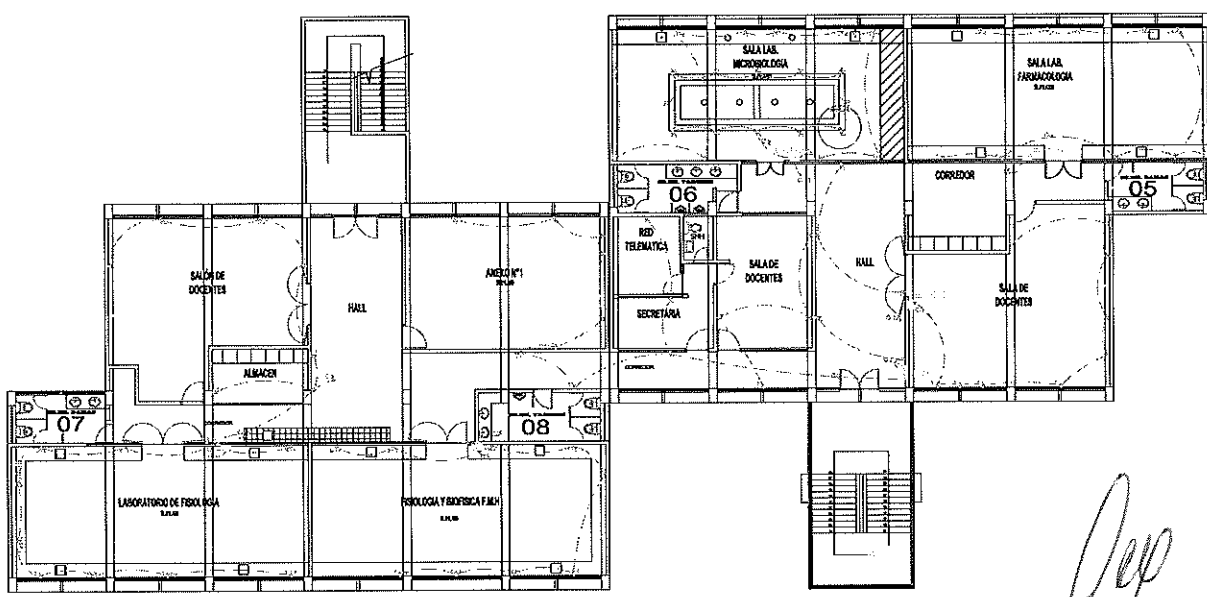 SALA LAB.
MICROBIOLOGIA
SALA LAB.
FARMACOLOGIA
06
CORREDOR
05
RED
TELEMATICA
SALA DE
DOCENTES
HALL
SALA DE
DOCENTES
SECRETARIA
SALON DE
DOCENTES
HALL
ANEXO N°1
ALMACEN
CORREDOR
07
CORREDOR
08
LABORATORIO DE FISIOLOGIA
FISIOLOGIA Y BIOFISICA F.M.H